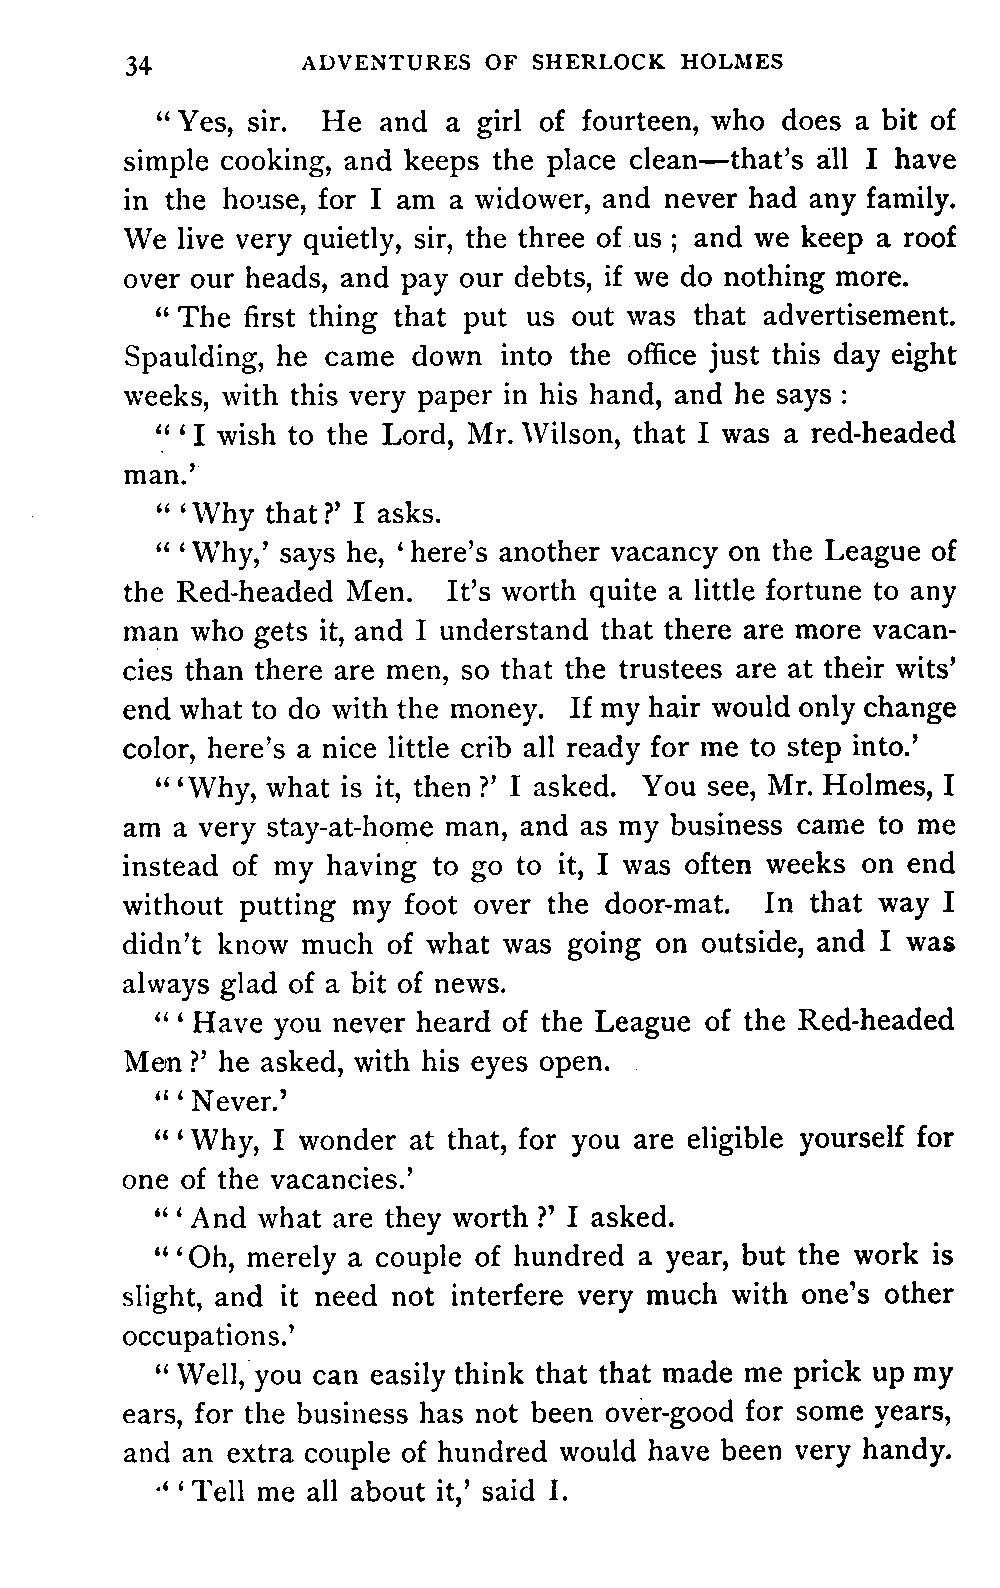 34 ADVENTURES OF SHERLOCK HOLMES
“Yes, sir. He and a girl of fourteen, who does a bit of
simple cooking, and keeps the place clean—that’s all I have
in the house, for I am a widower, and never had any family.
We live very quietly, sir, the three of us; and we keep a roof
over our heads, and pay our debts, if we do nothing more.
“The first thing that put us out was that advertisement.
Spaulding, he came down into the office just this day eight
weeks, with this very paper in his hand, and he says:
“‘I wish to the Lord, Mr. Wilson, that I was a red-headed
man.’
“‘Why that?’ I asks.
“‘Why,’ says he, ‘here’s another vacancy on the League of
the Red-headed Men. It’s worth quite a little fortune to any
man who gets it, and I understand that there are more vacan-
cies than there are men, so that the trustees are at their wits’
end what to do with the money. If my hair would only change
color, here’s a nice little crib all ready for me to step into.’
“‘Why, what is it, then?’ I asked. You see, Mr. Holmes, I
am a very stay-at-home man, and as my business came to me
instead of my having to go to it, I was often weeks on end
without putting my foot over the door-mat. In that way I
didn’t know much of what was going on outside, and I was
always glad of a bit of news.
“‘Have you never heard of the League of the Red-headed
Men?’ he asked, with his eyes open.
“‘Never.’
“‘Why, I wonder at that, for you are eligible yourself for
one of the vacancies.’
“‘And what are they worth?’ I asked.
“‘Oh, merely a couple of hundred a year, but the work is
slight, and it need not interfere very much with one’s other
occupations.’
“Well, you can easily think that that made me prick up my
ears, for the business has not been over-good for some years,
and an extra couple of hundred would have been very handy.
“‘Tell me all about it,’ said I.